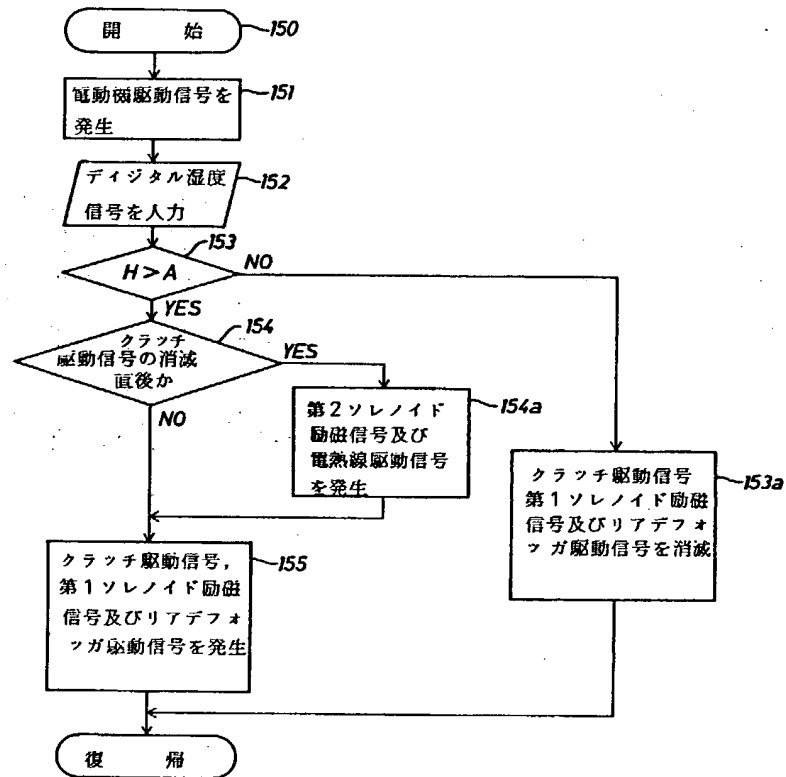 開 始
150
電動機駆動信号を
発生
151
ディジタル湿度
信号を入力
152
153
H>A
NO
YES
154
クラッチ
駆動信号の消滅
直後か
YES
NO
第2ソレノイド
励磁信号及び
電熱線駆動信号
を発生
154a
クラッチ駆動信号
第1ソレノイド励磁
信号及びリアデフォ
ッガ駆動信号を消滅
153a
クラッチ駆動信号,
第1ソレノイド励磁
信号及びリアデフォ
ッガ駆動信号を発生
155
復 帰